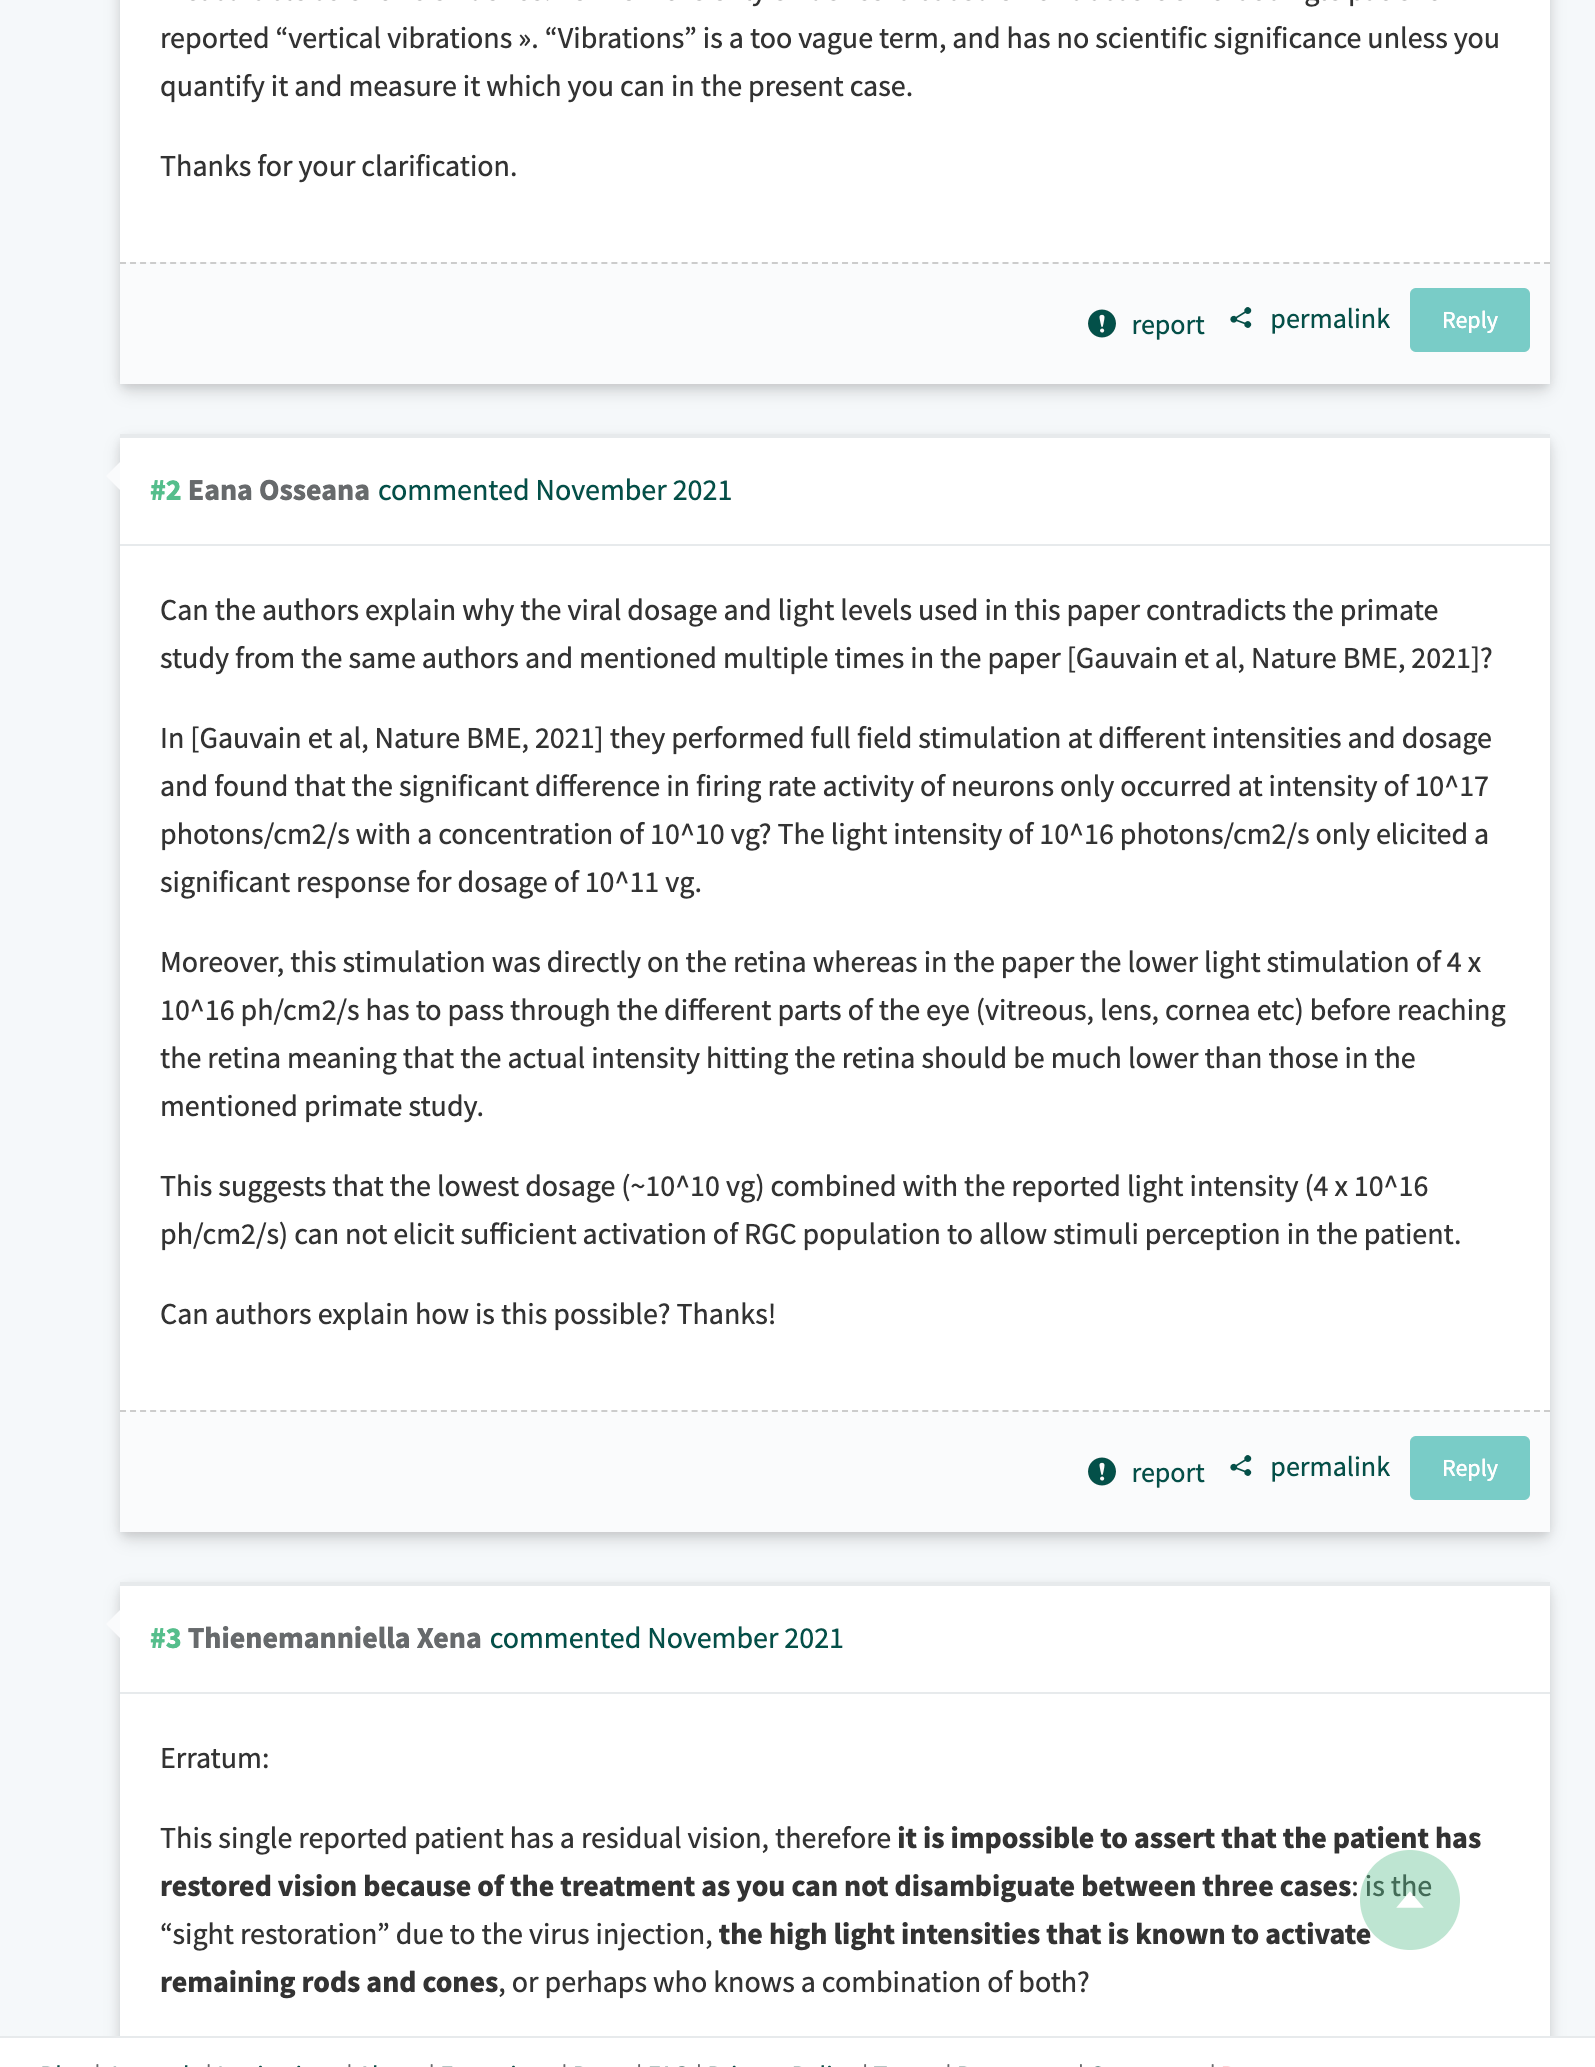 reported “vertical vibrations ». “Vibrations” is a too vague term, and has no scientific significance unless you
quantify it and measure it which you can in the present case.
Thanks for your clarification.
report permalink Reply
#2 Eana Osseana commented November 2021
Can the authors explain why the viral dosage and light levels used in this paper contradicts the primate
study from the same authors and mentioned multiple times in the paper [Gauvain et al, Nature BME, 2021]?
In [Gauvain et al, Nature BME, 2021] they performed full field stimulation at different intensities and dosage
and found that the significant difference in firing rate activity of neurons only occurred at intensity of 10^17
photons/cm2/s with a concentration of 10^10 vg? The light intensity of 10^16 photons/cm2/s only elicited a
significant response for dosage of 10^11 vg.
Moreover, this stimulation was directly on the retina whereas in the paper the lower light stimulation of 4 x
10^16 ph/cm2/s has to pass through the different parts of the eye (vitreous, lens, cornea etc) before reaching
the retina meaning that the actual intensity hitting the retina should be much lower than those in the
mentioned primate study.
This suggests that the lowest dosage (~10^10 vg) combined with the reported light intensity (4 x 10^16
ph/cm2/s) can not elicit sufficient activation of RGC population to allow stimuli perception in the patient.
Can authors explain how is this possible? Thanks!
report permalink Reply
#3 Thienemanniella Xena commented November 2021
Erratum:
This single reported patient has a residual vision, therefore it is impossible to assert that the patient has
restored vision because of the treatment as you can not disambiguate between three cases: is the
“sight restoration” due to the virus injection, the high light intensities that is known to activate
remaining rods and cones, or perhaps who knows a combination of both?